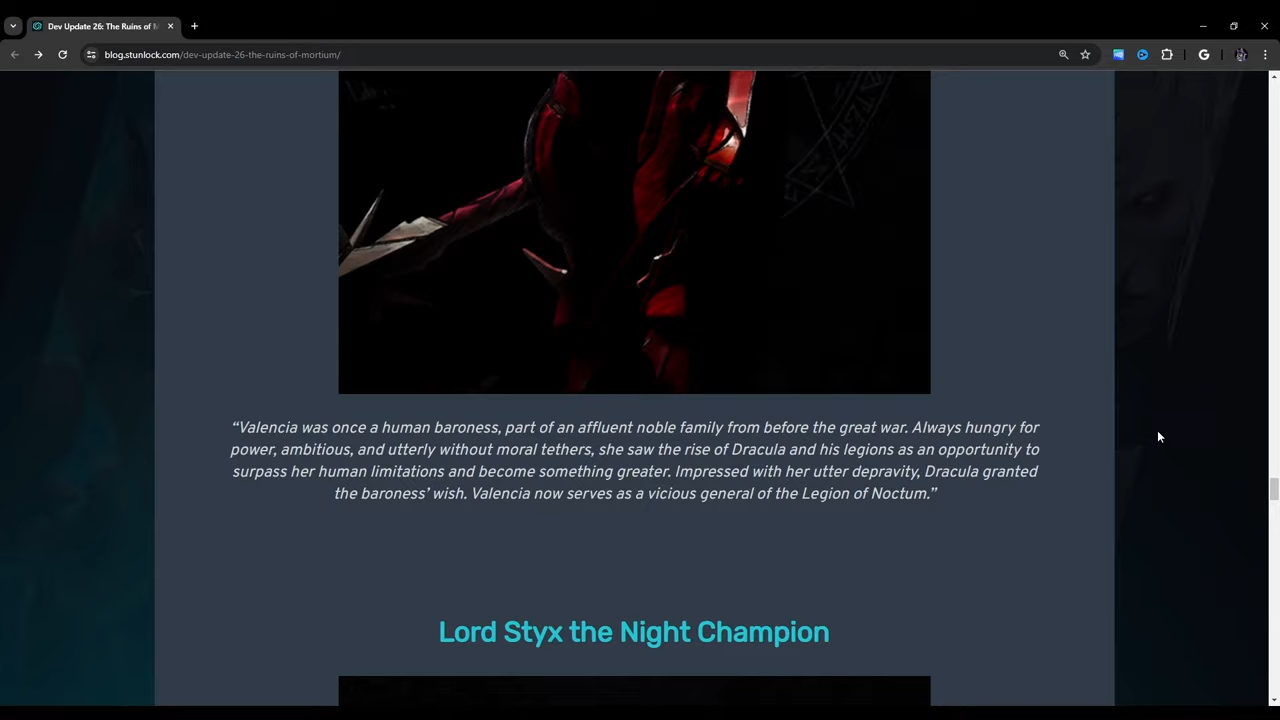 Dev Update 26: The Ruins of M
blog.stunlock.com/dev-update-26-the-ruins-of-mortium/
“Valencia was once a human baroness, part of an affluent noble family from before the great war. Always hungry for
power, ambitious, and utterly without moral tethers, she saw the rise of Dracula and his legions as an opportunity to
surpass her human limitations and become something greater. Impressed with her utter depravity, Dracula granted
the baroness’ wish. Valencia now serves as a vicious general of the Legion of Noctum.”
Lord Styx the Night Champion